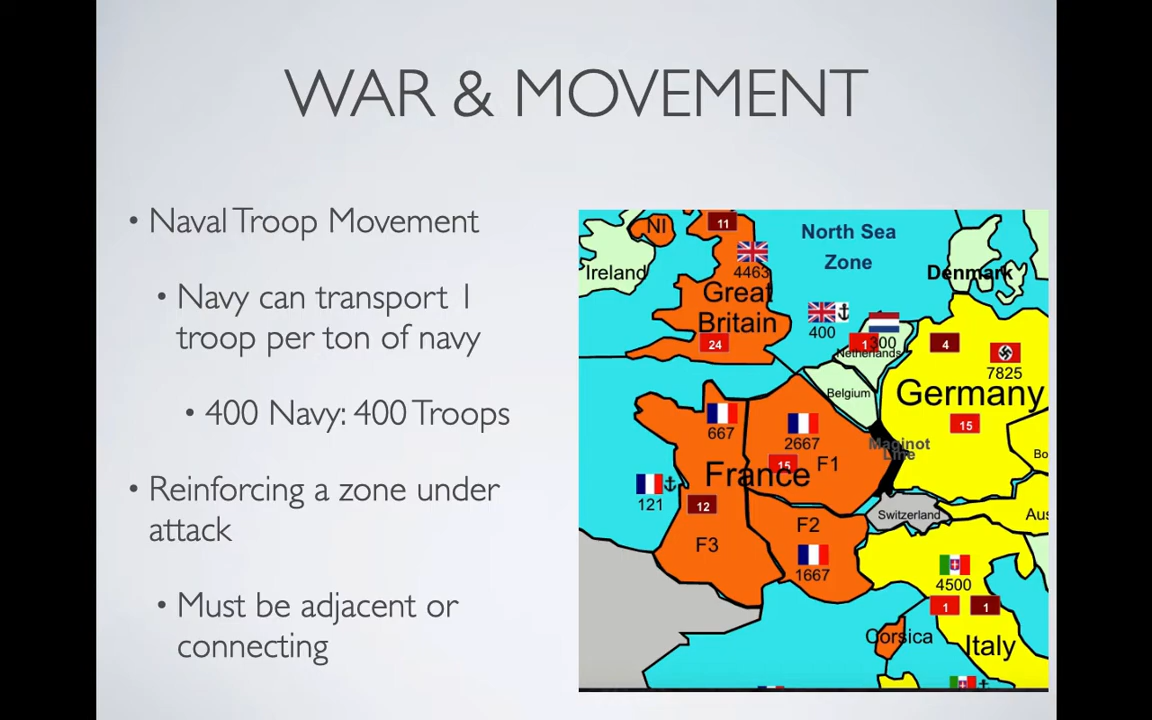 WAR & MOVEMENT
• Naval Troop Movement
• Navy can transport 1
troop per ton of navy
• 400 Navy: 400 Troops
• Reinforcing a zone under
attack
• Must be adjacent or
connecting
NI
11
North Sea
Zone
Ireland
4463
Denmark
Great
Britain
400
300
1
Netherlands
4
7825
24
Belgium
Germany
667
2667
15
Maginot
Line
Bo
15
F1
France
121
12
Switzerland
Aus
F2
F3
1667
4500
1
1
Corsica
Italy